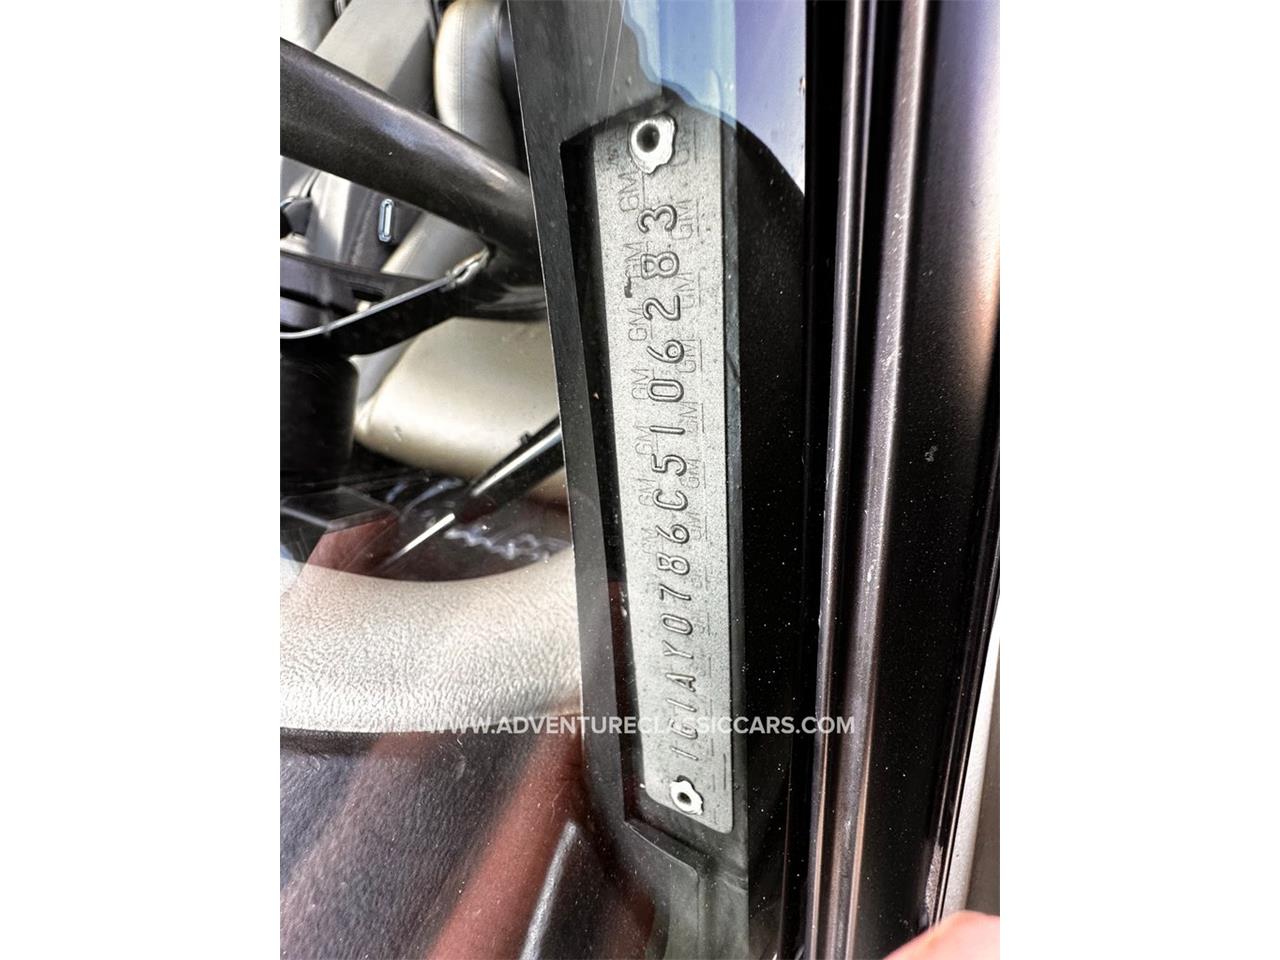 1G1AY0786C5106283
WWW.ADVENTURECLASSICCARS.COM